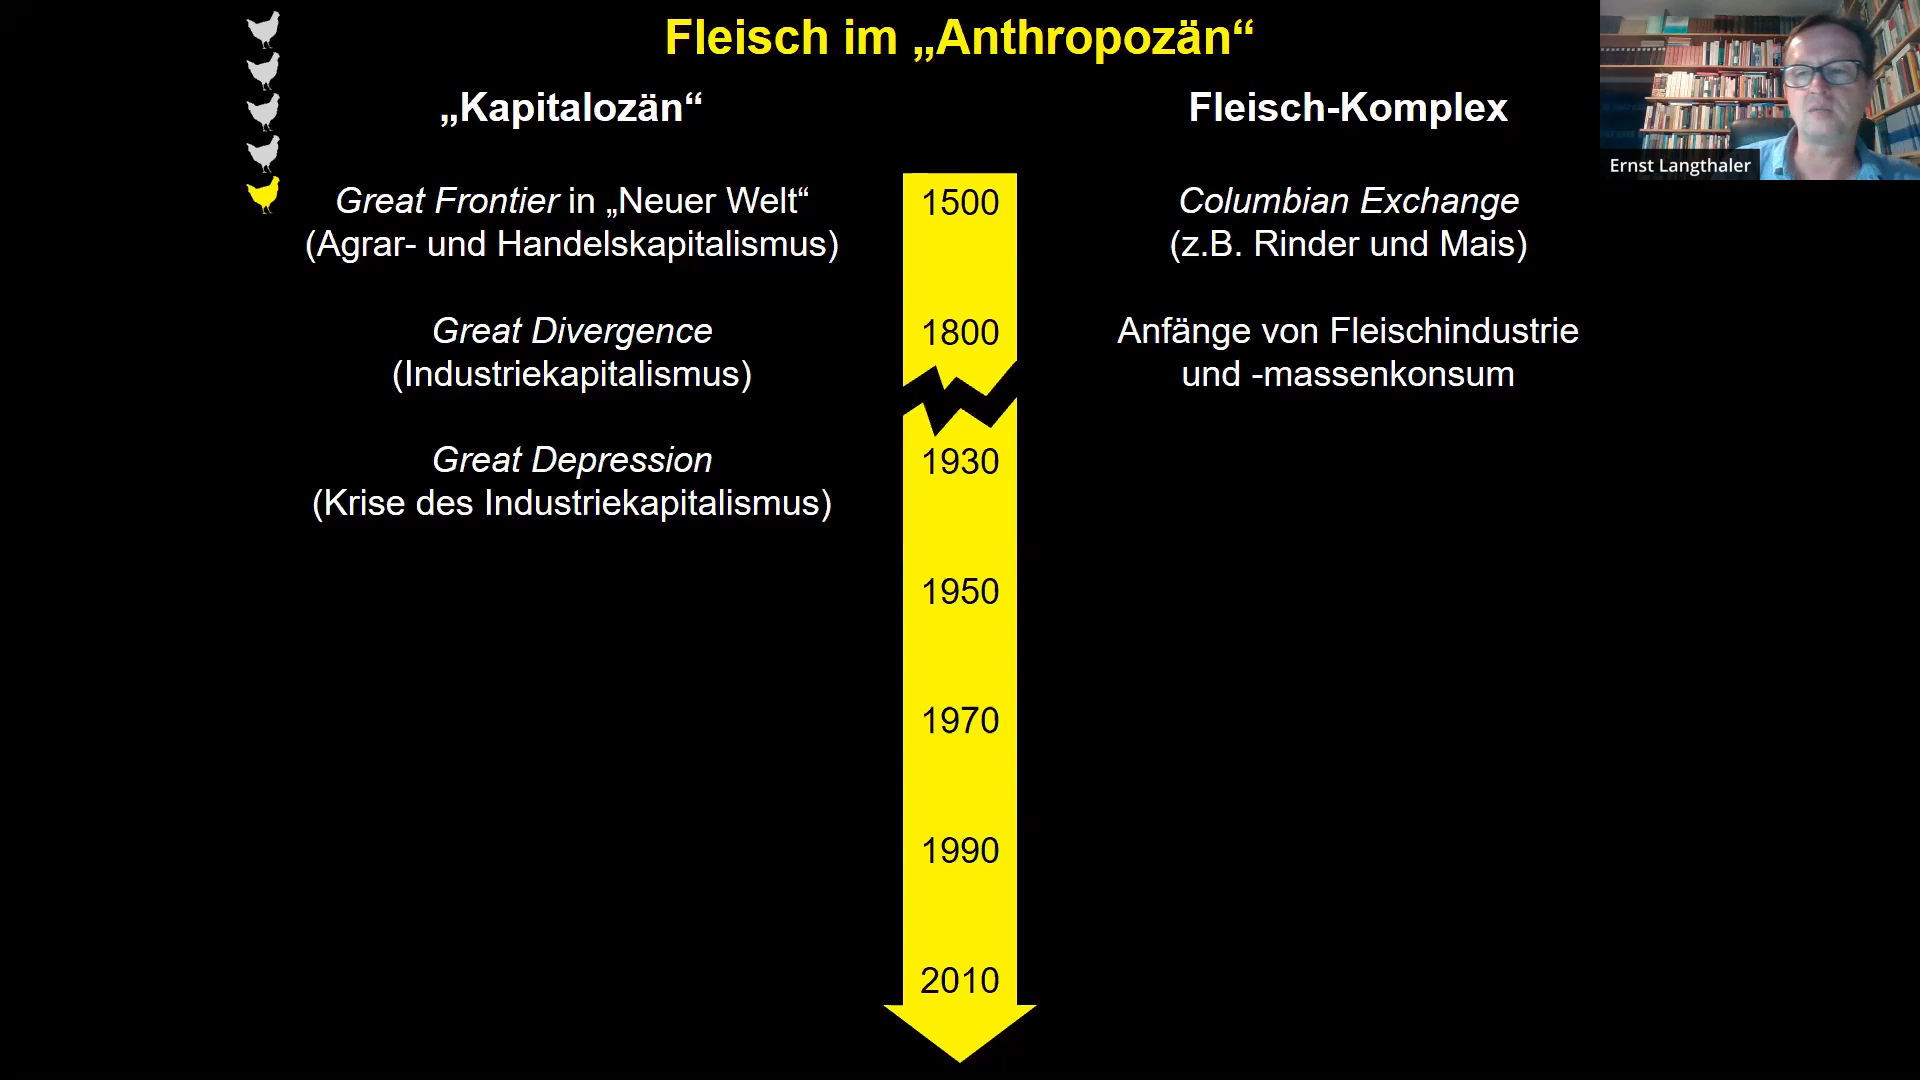 Fleisch im „Anthropozän“
„Kapitalozän“
Fleisch-Komplex
Ernst Langthaler
Great Frontier in „Neuer Welt“
(Agrar- und Handelskapitalismus)
1500
Columbian Exchange
(z.B. Rinder und Mais)
Great Divergence
(Industriekapitalismus)
1800
Anfänge von Fleischindustrie
und -massenkonsum
Great Depression
(Krise des Industriekapitalismus)
1930
1950
1970
1990
2010